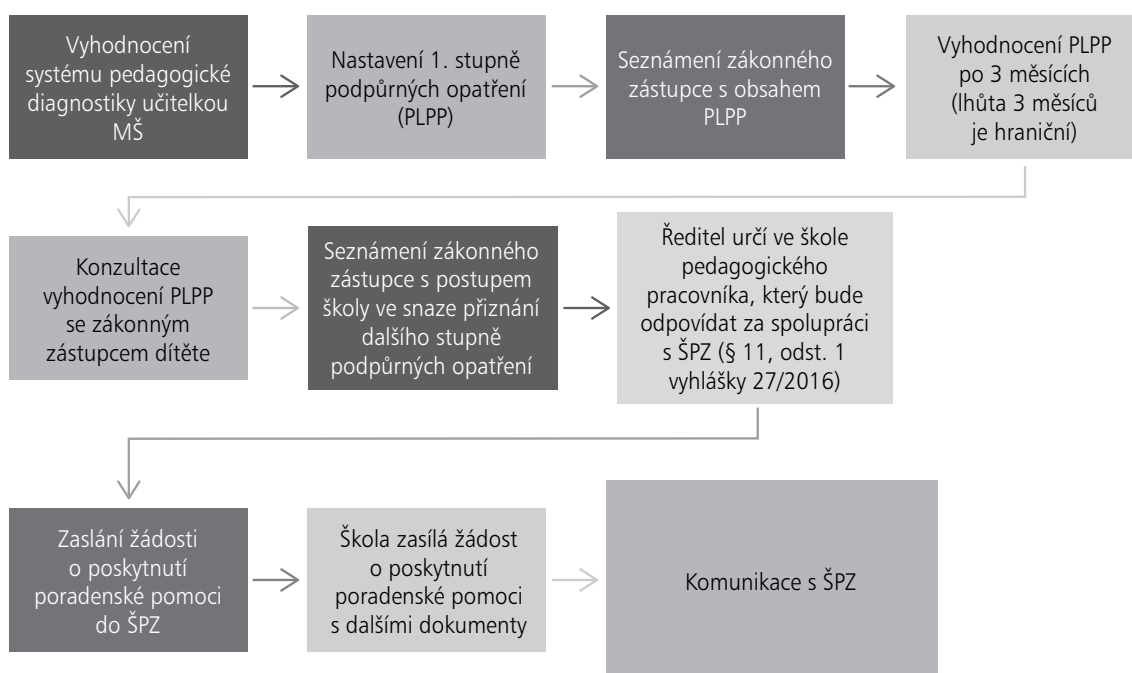 Vyhodnocení
systému pedagogické
diagnostiky učitelkou
MŠ
Nastavení 1. stupně
podpůrných opatření
(PLPP)
Seznámení zákonného
zástupce s obsahem
PLPP
Vyhodnocení PLPP
po 3 měsících
(lhůta 3 měsíců
je hraniční)
Konzultace
vyhodnocení PLPP
se zákonným
zástupcem dítěte
Seznámení zákonného
zástupce s postupem
školy ve snaze přiznání
dalšího stupně
podpůrných opatření
Ředitel určí ve škole
pedagogického
pracovníka, který bude
odpovídat za spolupráci
s ŠPZ (§ 11, odst. 1
vyhlášky 27/2016)
Zaslání žádosti
o poskytnutí
poradenské pomoci
do ŠPZ
Škola zasílá žádost
o poskytnutí
poradenské pomoci
s dalšími dokumenty
Komunikace s ŠPZ